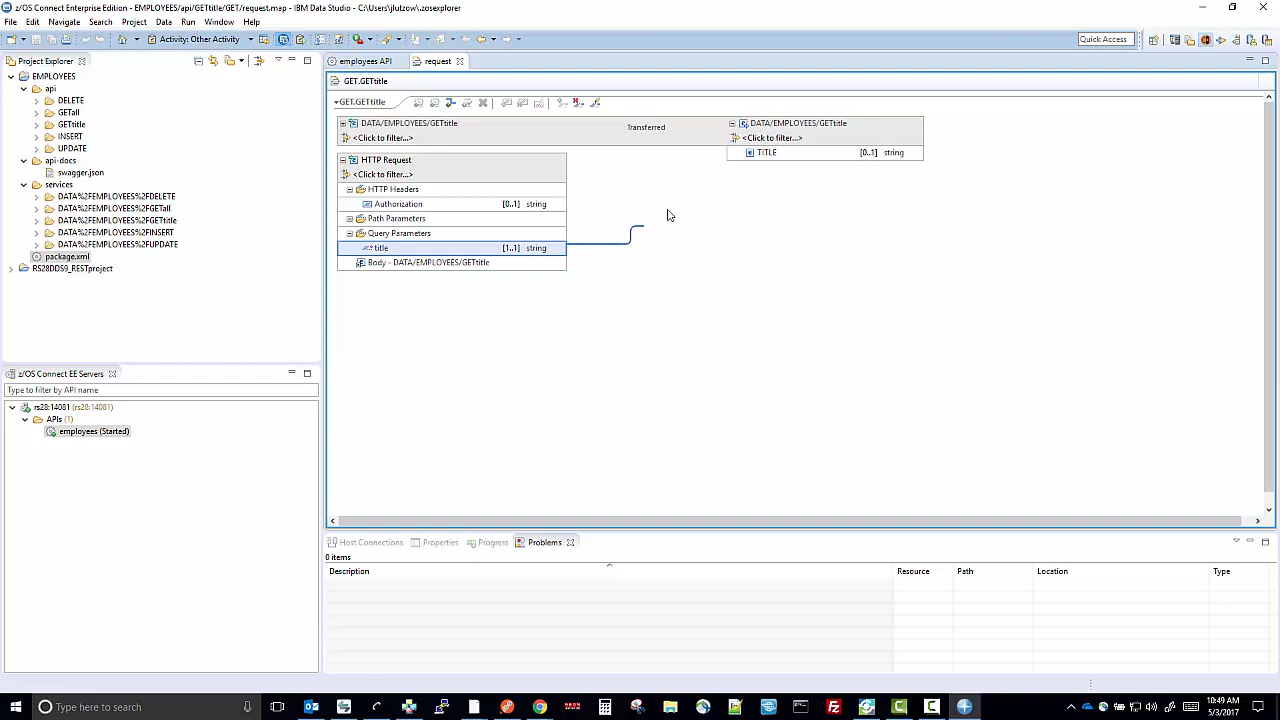 z/OS Connect Enterprise Edition - EMPLOYEES/api/GETtitle/GET/request.map - IBM Data Studio - C:\Users\jlutzow\.zosexplorer
File Edit Navigate Search Project Data Run Window Help
Activity: Other Activity
Quick Access
Project Explorer
EMPLOYEES
api
DELETE
GETall
GETtitle
INSERT
UPDATE
api-docs
swagger.json
services
DATA%2FEMPLOYEES%2FDELETE
DATA%2FEMPLOYEES%2FGETall
DATA%2FEMPLOYEES%2FGETtitle
DATA%2FEMPLOYEES%2FINSERT
DATA%2FEMPLOYEES%2FUPDATE
package.xml
RS28DDS9_RESTproject
z/OS Connect EE Servers
Type to filter by API name
rs28:14081 (rs28:14081)
APIs (1)
employees (Started)
employees API request
GET.GETtitle
GET.GETtitle
DATA/EMPLOYEES/GETtitle Transferred DATA/EMPLOYEES/GETtitle
<Click to filter...> <Click to filter...>
TITLE [0..1] string
HTTP Request
<Click to filter...>
HTTP Headers
Authorization [0..1] string
Path Parameters
Query Parameters
title [1..1] string
Body - DATA/EMPLOYEES/GETtitle
Host Connections Properties Progress Problems
0 items
Description Resource Path Location Type
Type here to search
10:49 AM
5/3/2017